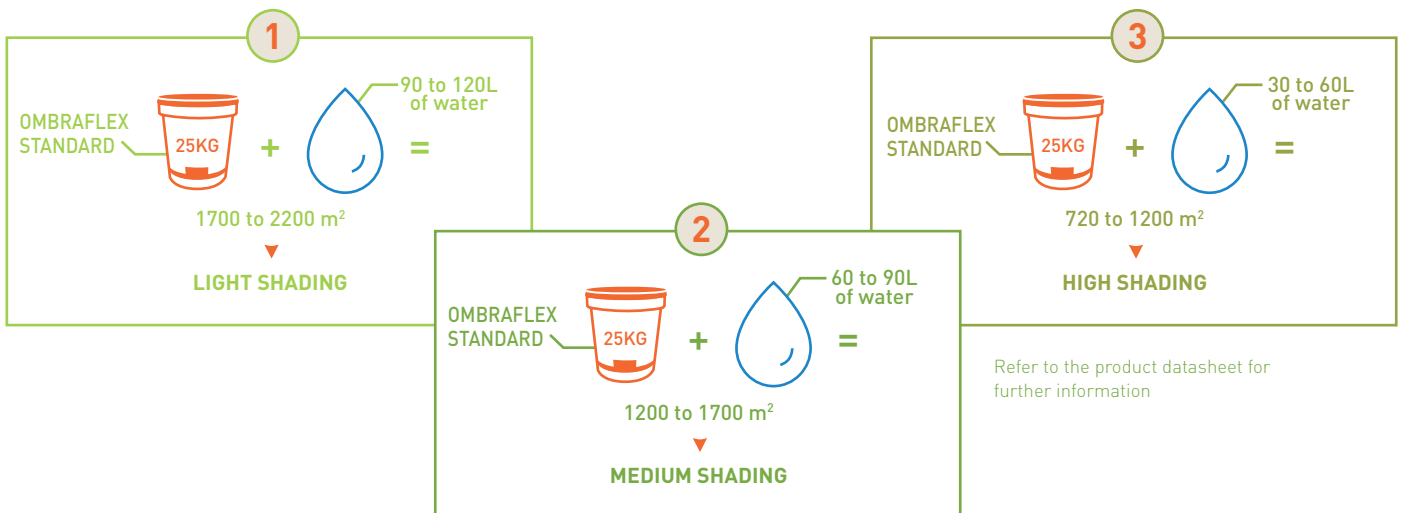 1
OMBRAFLEX
STANDARD
25KG
+
90 to 120L
of water
=
1700 to 2200 m²
LIGHT SHADING
2
OMBRAFLEX
STANDARD
25KG
+
60 to 90L
of water
=
1200 to 1700 m²
MEDIUM SHADING
3
OMBRAFLEX
STANDARD
25KG
+
30 to 60L
of water
=
720 to 1200 m²
HIGH SHADING
Refer to the product datasheet for
further information